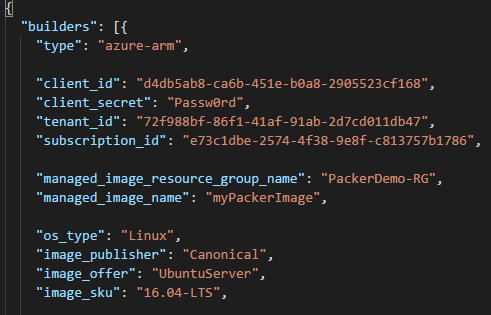 {
"builders": [{
"type": "azure-arm",
"client_id": "d4db5ab8-ca6b-451e-b0a8-2905523cf168",
"client_secret": "Passw0rd",
"tenant_id": "72f988bf-86f1-41af-91ab-2d7cd011db47",
"subscription_id": "e73c1dbe-2574-4f38-9e8f-c813757b1786",
"managed_image_resource_group_name": "PackerDemo-RG",
"managed_image_name": "myPackerImage",
"os_type": "Linux",
"image_publisher": "Canonical",
"image_offer": "UbuntuServer",
"image_sku": "16.04-LTS",